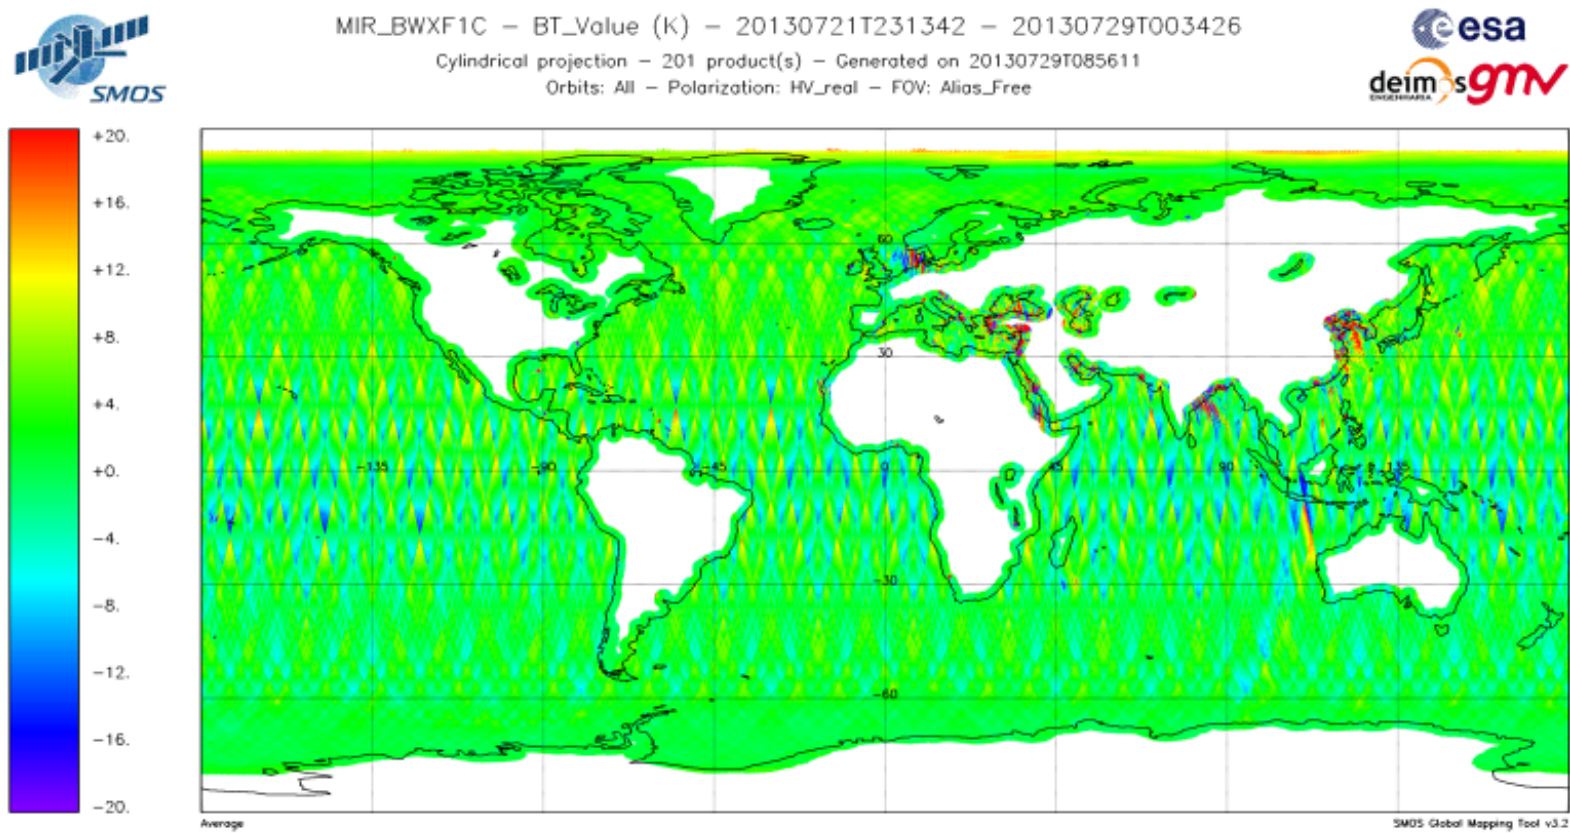 MIR_BWXF1C - BT_Value (K) - 20130721T231342 - 20130729T003426
Cylindrical projection - 201 product(s) - Generated on 20130729T085611
Orbits: All - Polarization: HV_real - FOV: Alias_Free
SMOS
esa
deimos
ENGENHARIA
gmv
+20.
+16.
+12.
+8.
+4.
+0.
-4.
-8.
-12.
-16.
-20.
60
30
-135
-90
-45
0
45
90
135
-30
-60
Average
SMOS Global Mapping Tool v3.2